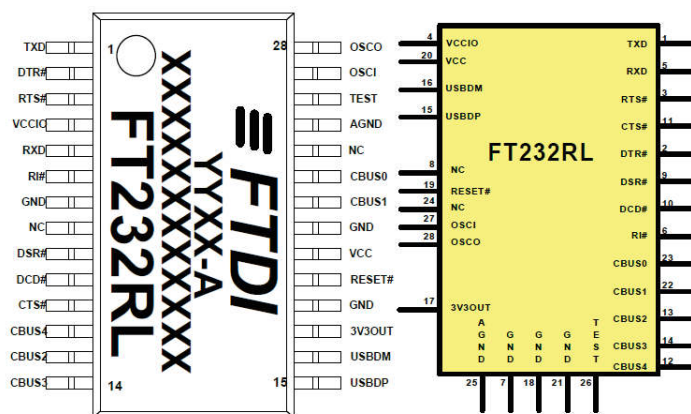 TXD
DTR#
RTS#
VCCIO
RXD
RI#
GND
NC
DSR#
DCD#
CTS#
CBUS4
CBUS2
CBUS3
1
28
14
15
FT232RL
XXXXXXXXXXXX
YYXX-A
FTDI
OSCO
OSCI
TEST
AGND
NC
CBUS0
CBUS1
GND
VCC
RESET#
GND
3V3OUT
USBDM
USBDP
4 VCCIO
20 VCC
16 USBDM
15 USBDP
8 NC
19 RESET#
24 NC
27 OSCI
28 OSCO
17 3V3OUT
FT232RL
TXD 1
RXD 5
RTS# 3
CTS# 11
DTR# 2
DSR# 9
DCD# 10
RI# 6
CBUS0 23
CBUS1 22
CBUS2 13
CBUS3 14
CBUS4 12
AGND
GND
GND
GND
TEST
25 7 18 21 26